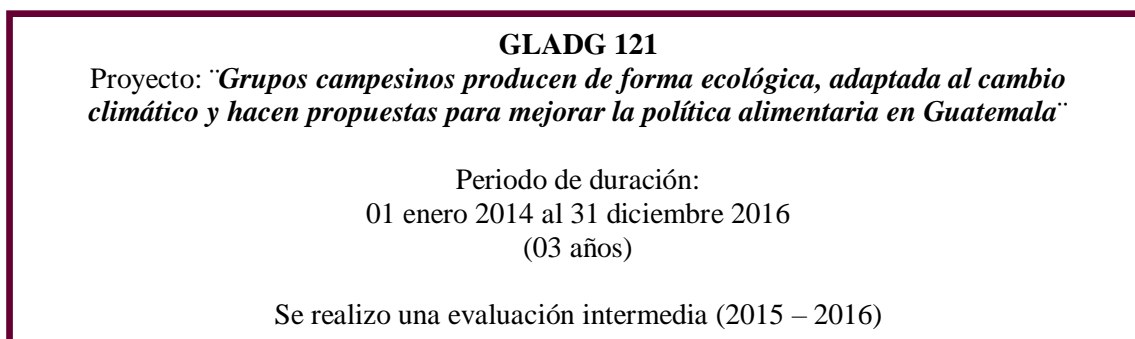 GLADG 121
Proyecto: ¨Grupos campesinos producen de forma ecológica, adaptada al cambio
climático y hacen propuestas para mejorar la política alimentaria en Guatemala¨
Periodo de duración:
01 enero 2014 al 31 diciembre 2016
(03 años)
Se realizo una evaluación intermedia (2015 – 2016)